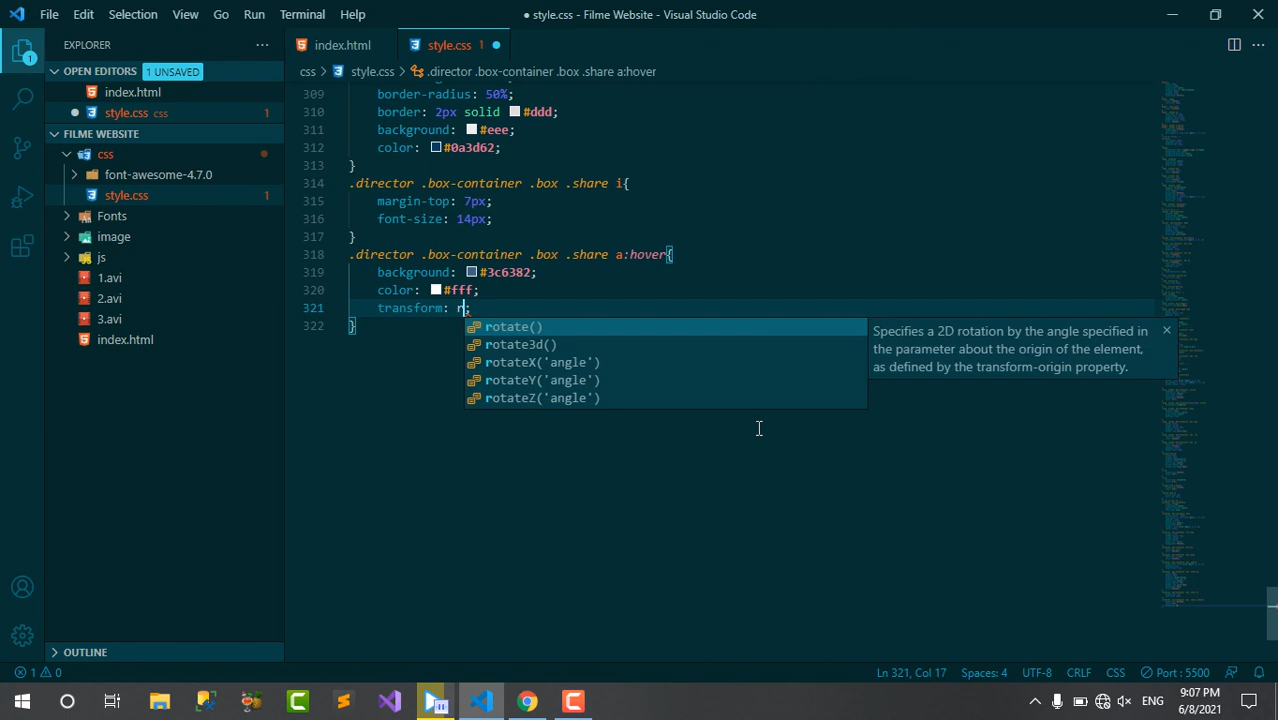 File Edit Selection View Go Run Terminal Help
● style.css - Filme Website - Visual Studio Code
EXPLORER
index.html
style.css 1
OPEN EDITORS 1 UNSAVED
css > style.css > .director .box-container .box .share a:hover
index.html
style.css css 1
FILME WEBSITE
css
font-awesome-4.7.0
style.css 1
Fonts
image
js
1.avi
2.avi
3.avi
index.html
OUTLINE
309 border-radius: 50%;
310 border: 2px solid #ddd;
311 background: #eee;
312 color: #0a3d62;
313 }
314 .director .box-container .box .share i{
315 margin-top: 7px;
316 font-size: 14px;
317 }
318 .director .box-container .box .share a:hover{
319 background: #3c6382;
320 color: #fff;
321 transform: r;
322 }
rotate()
rotate3d()
rotateX('angle')
rotateY('angle')
rotateZ('angle')
Specifies a 2D rotation by the angle specified in
the parameter about the origin of the element,
as defined by the transform-origin property.
1 0
Ln 321, Col 17 Spaces: 4 UTF-8 CRLF CSS Port : 5500
ENG
9:07 PM
6/8/2021